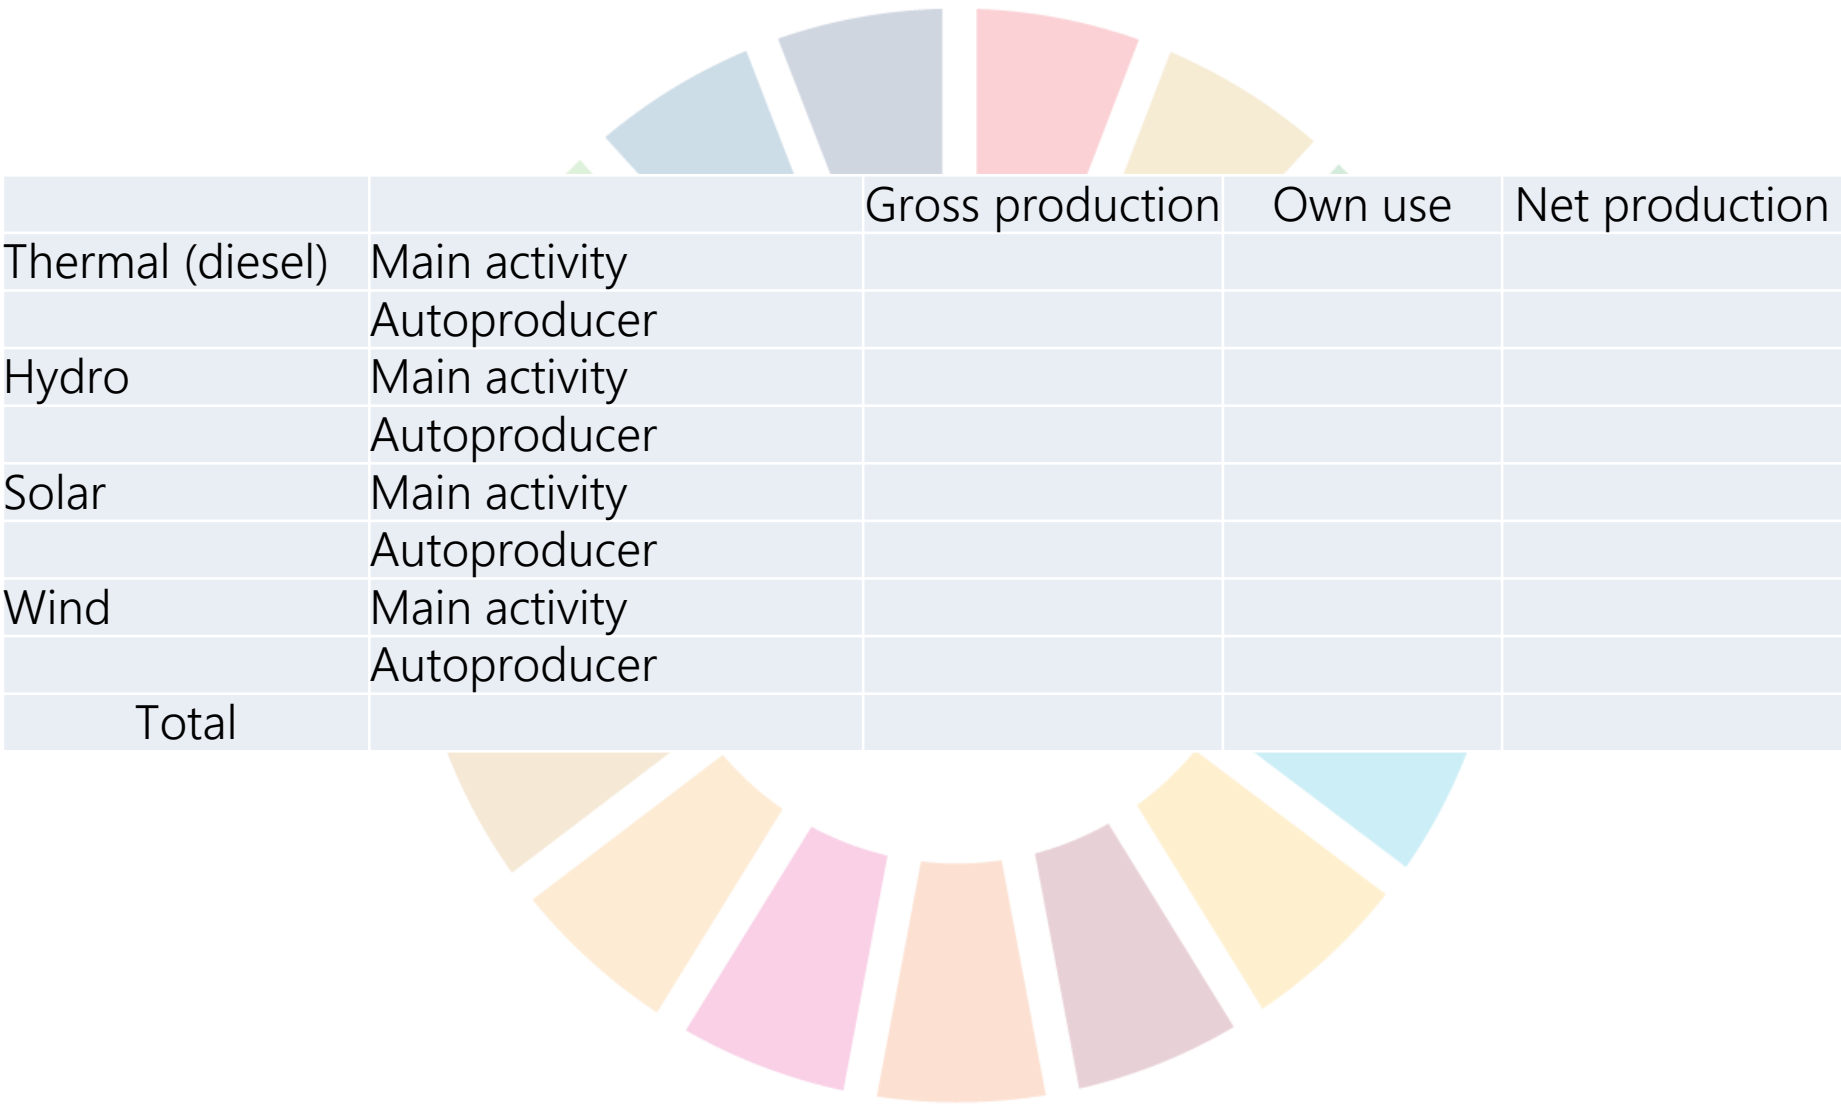 Gross production Own use Net production
Thermal (diesel) Main activity
Autoproducer
Hydro Main activity
Autoproducer
Solar Main activity
Autoproducer
Wind Main activity
Autoproducer
Total